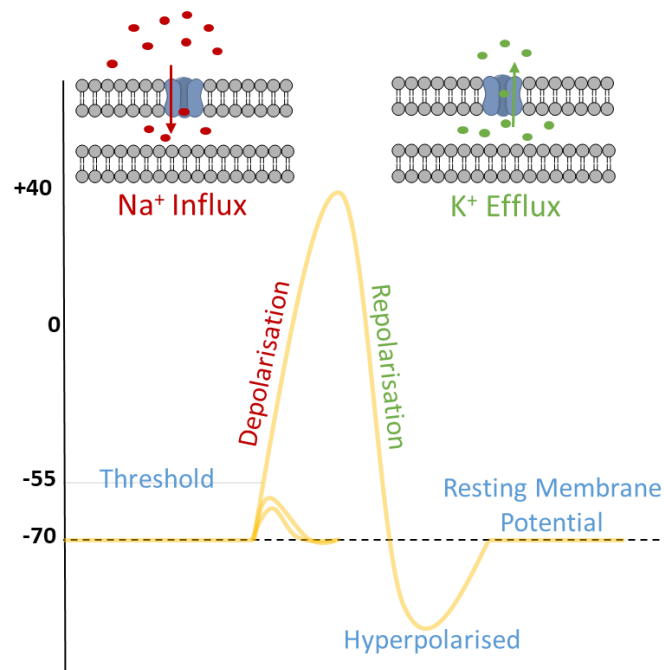 Na⁺ Influx
K⁺ Efflux
+40
0
Depolarisation
Repolarisation
-55
Threshold
Resting Membrane
Potential
-70
Hyperpolarised